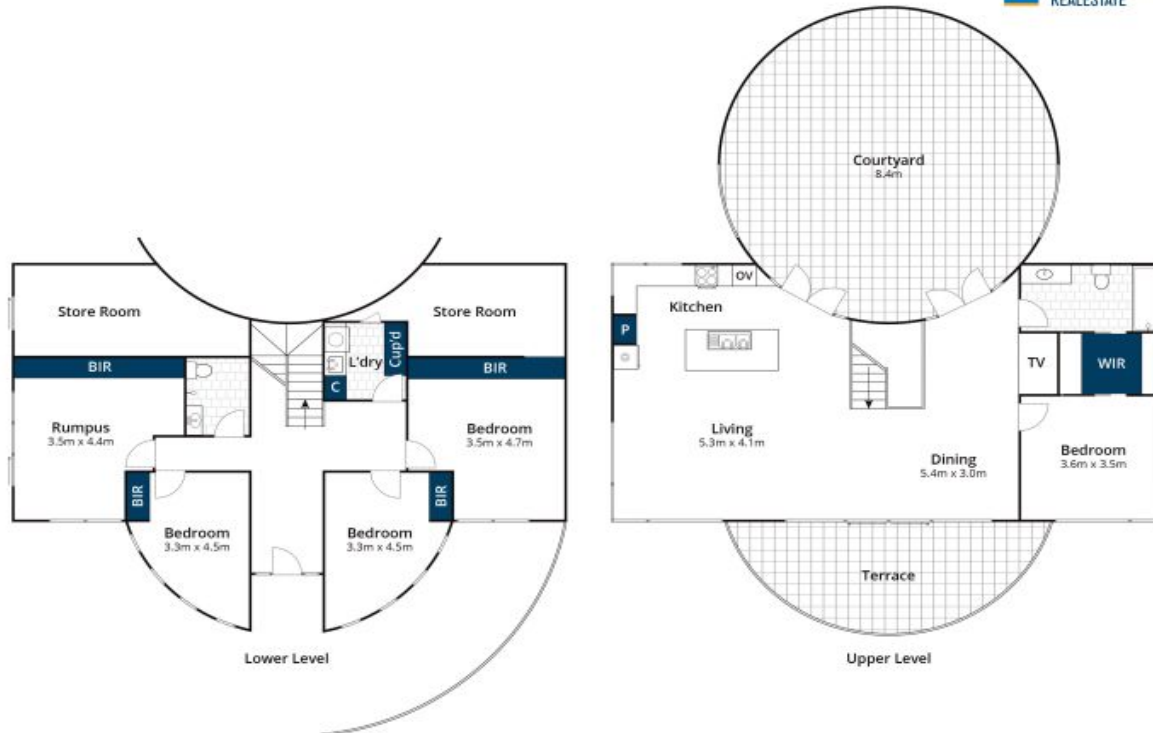 REALESTATE
Courtyard
8.4m
Store Room
Store Room
BIR
L'dry
Cup'd
C
BIR
Rumpus
3.5m x 4.4m
Bedroom
3.5m x 4.7m
BIR
BIR
Bedroom
3.3m x 4.5m
Bedroom
3.3m x 4.5m
Lower Level
OV
Kitchen
P
TV
WIR
Living
5.3m x 4.1m
Dining
5.4m x 3.0m
Bedroom
3.6m x 3.5m
Terrace
Upper Level